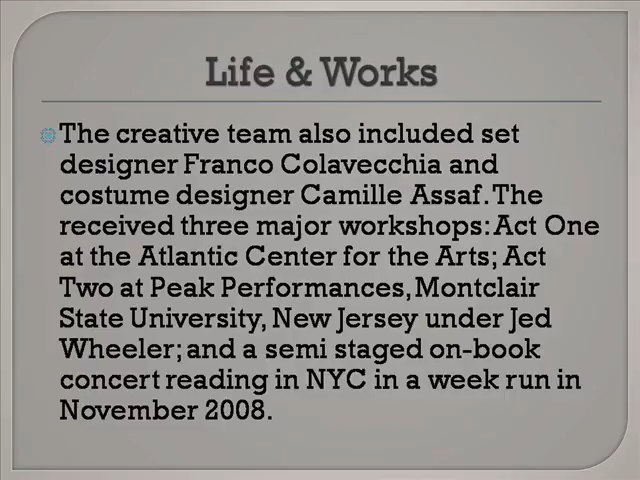 Life & Works
The creative team also included set
designer Franco Colavecchia and
costume designer Camille Assaf. The
received three major workshops: Act One
at the Atlantic Center for the Arts; Act
Two at Peak Performances, Montclair
State University, New Jersey under Jed
Wheeler; and a semi staged on-book
concert reading in NYC in a week run in
November 2008.